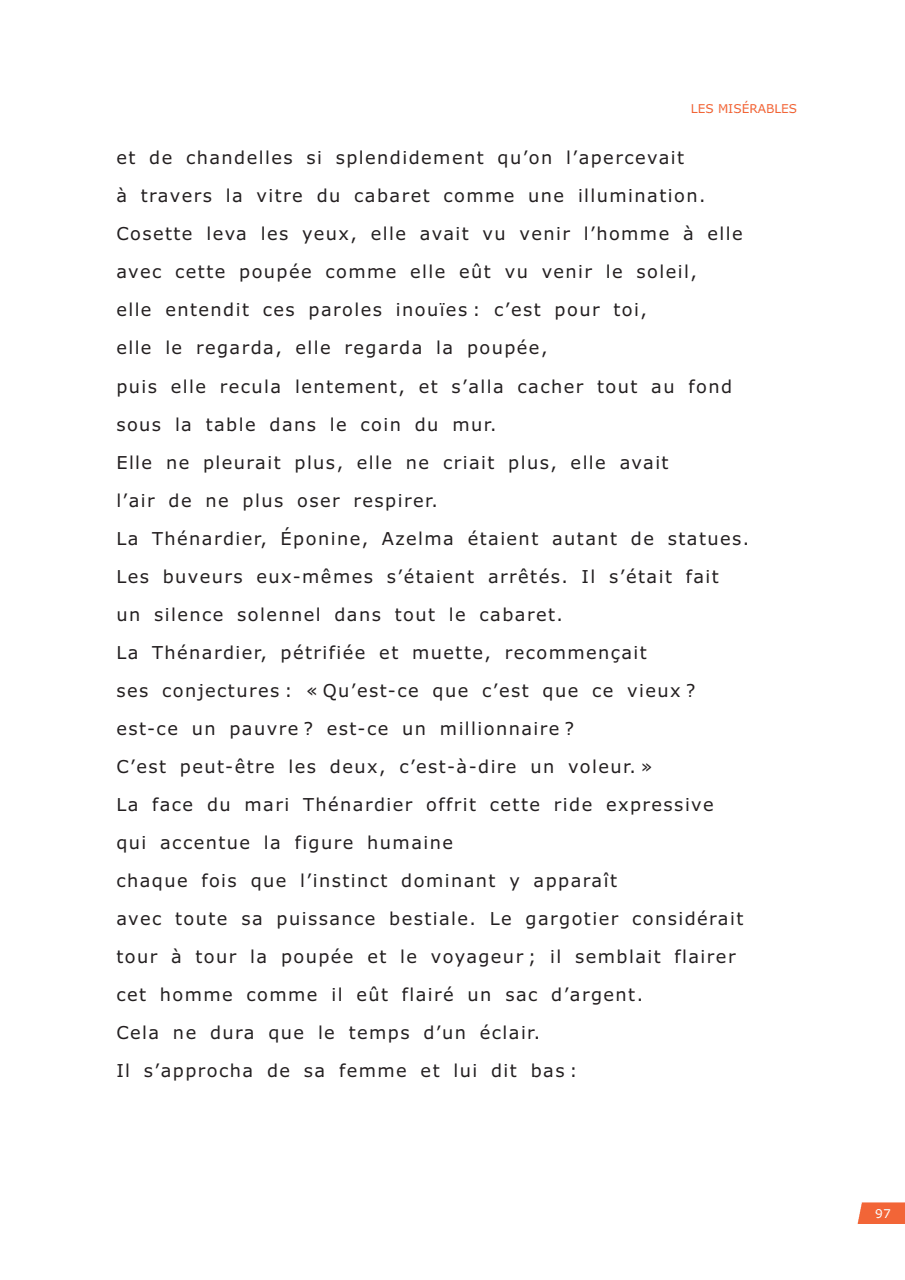 LES MISÉRABLES
et de chandelles si splendidement qu’on l’apercevait
à travers la vitre du cabaret comme une illumination.
Cosette leva les yeux, elle avait vu venir l’homme à elle
avec cette poupée comme elle eût vu venir le soleil,
elle entendit ces paroles inouïes : c’est pour toi,
elle le regarda, elle regarda la poupée,
puis elle recula lentement, et s’alla cacher tout au fond
sous la table dans le coin du mur.
Elle ne pleurait plus, elle ne criait plus, elle avait
l’air de ne plus oser respirer.
La Thénardier, Éponine, Azelma étaient autant de statues.
Les buveurs eux-mêmes s’étaient arrêtés. Il s’était fait
un silence solennel dans tout le cabaret.
La Thénardier, pétrifiée et muette, recommençait
ses conjectures : « Qu’est-ce que c’est que ce vieux ?
est-ce un pauvre ? est-ce un millionnaire ?
C’est peut-être les deux, c’est-à-dire un voleur. »
La face du mari Thénardier offrit cette ride expressive
qui accentue la figure humaine
chaque fois que l’instinct dominant y apparaît
avec toute sa puissance bestiale. Le gargotier considérait
tour à tour la poupée et le voyageur ; il semblait flairer
cet homme comme il eût flairé un sac d’argent.
Cela ne dura que le temps d’un éclair.
Il s’approcha de sa femme et lui dit bas :
97